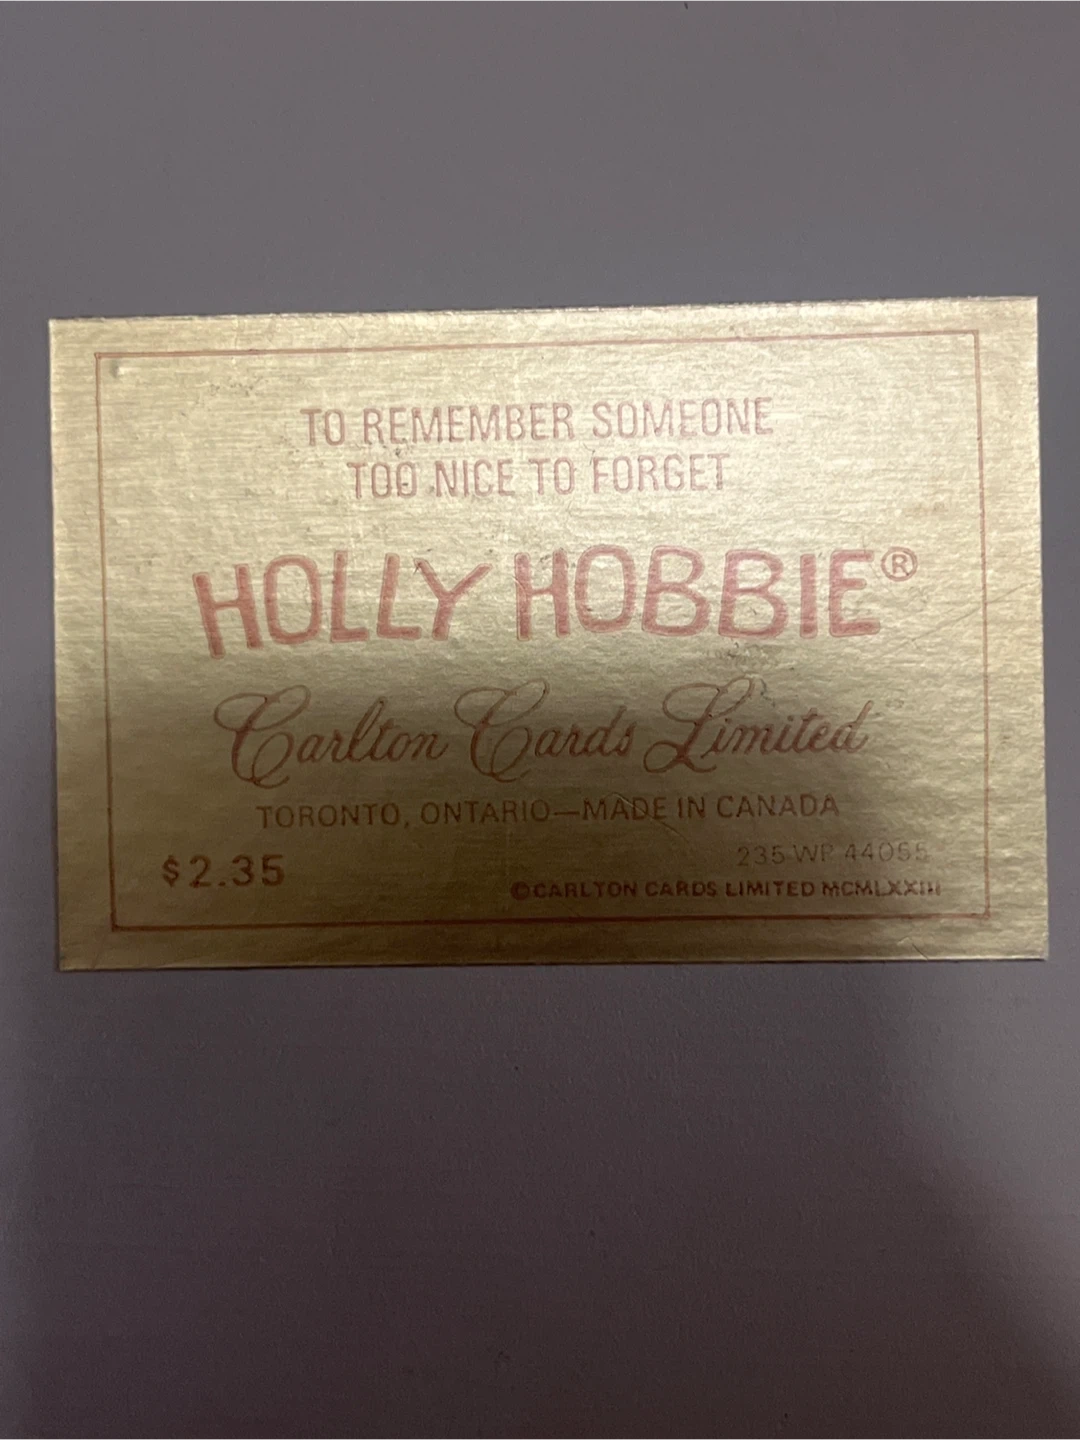 TO REMEMBER SOMEONE
TOO NICE TO FORGET
HOLLY HOBBIE®
Carlton Cards Limited
TORONTO, ONTARIO—MADE IN CANADA
$2.35
235 WP 44055
©CARLTON CARDS LIMITED MCMLXXIII